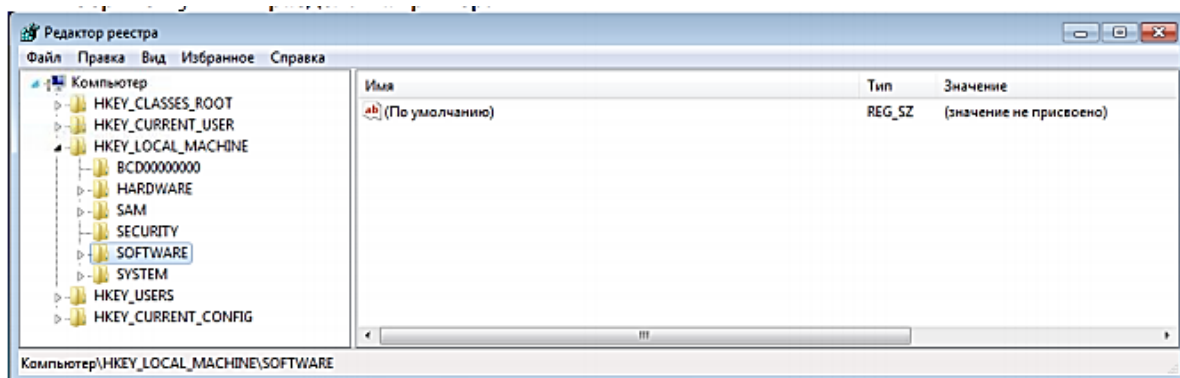 Редактор реестра
Файл Правка Вид Избранное Справка
Компьютер
HKEY_CLASSES_ROOT
HKEY_CURRENT_USER
HKEY_LOCAL_MACHINE
BCD00000000
HARDWARE
SAM
SECURITY
SOFTWARE
SYSTEM
HKEY_USERS
HKEY_CURRENT_CONFIG
Имя Тип Значение
ab (По умолчанию) REG_SZ (значение не присвоено)
Компьютер\HKEY_LOCAL_MACHINE\SOFTWARE